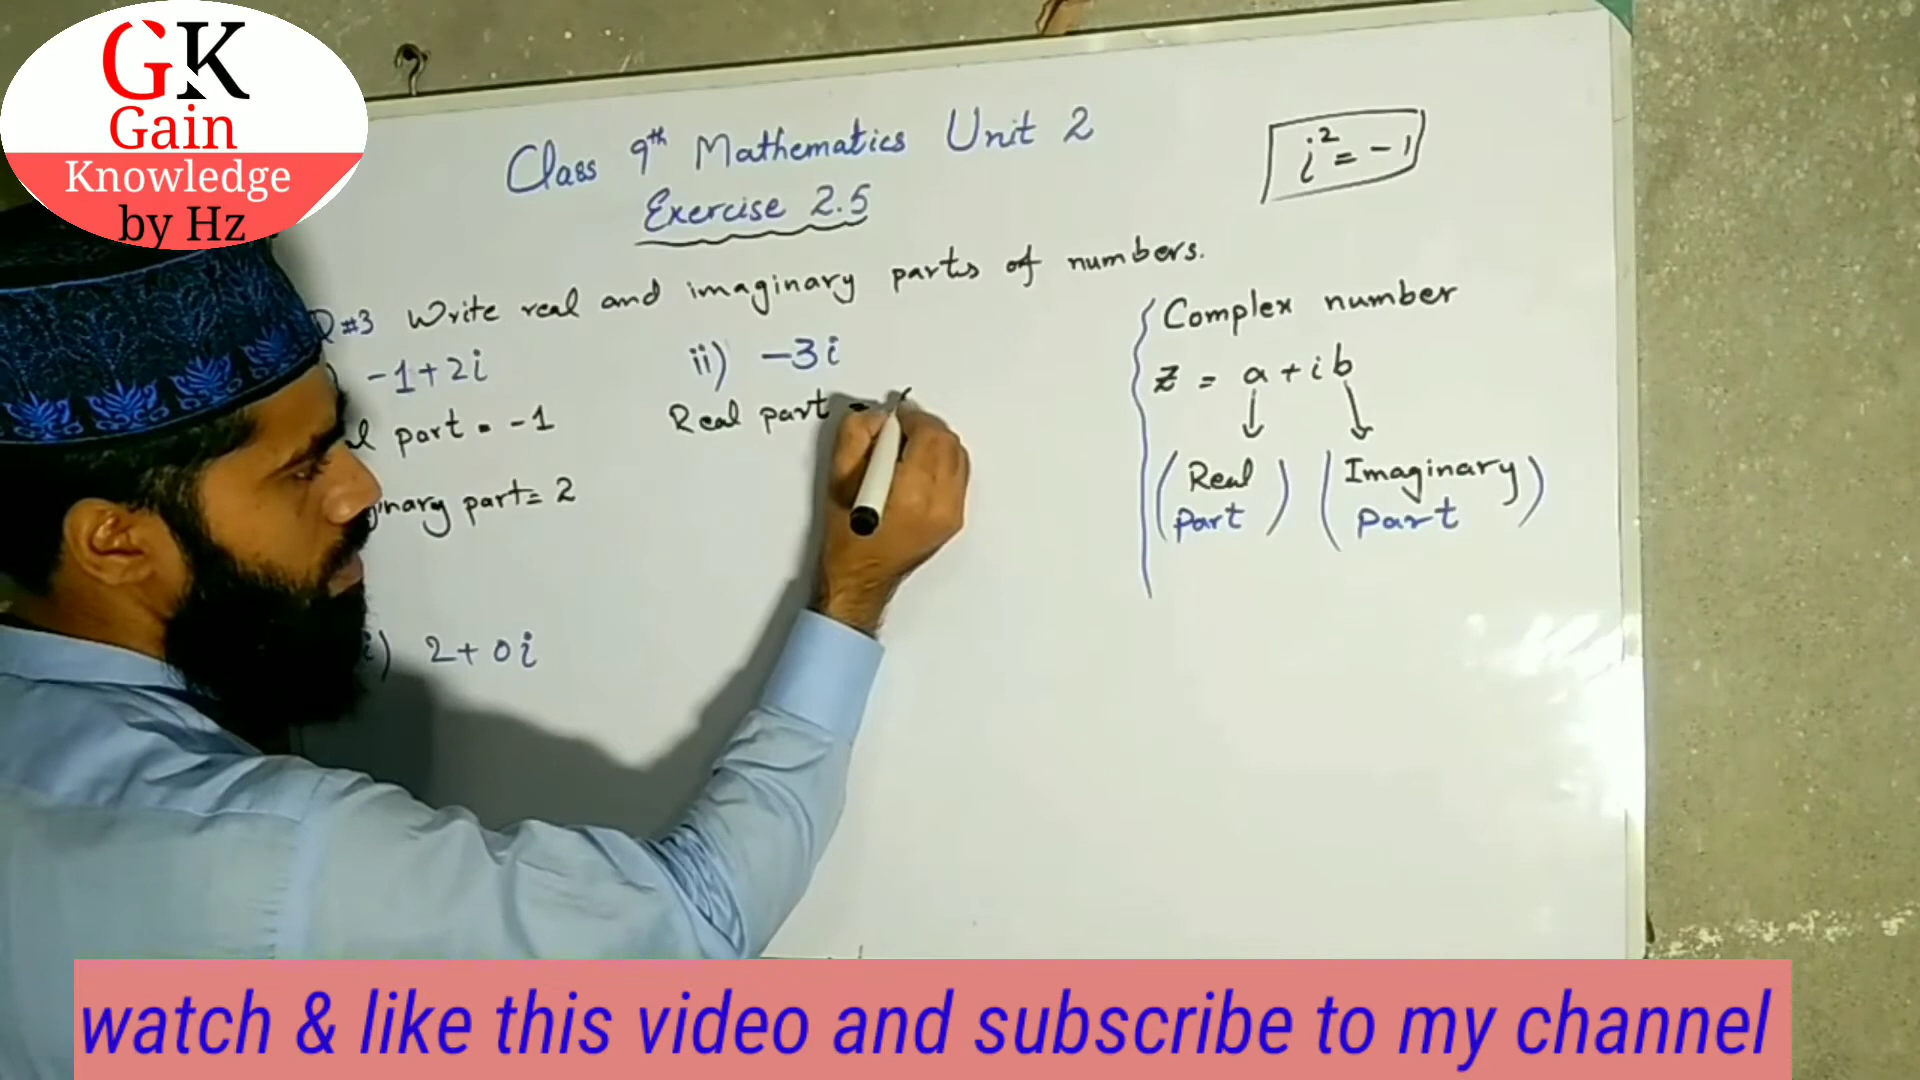 GK
Gain
Knowledge
by Hz
Class 9th Mathematics Unit 2
Exercise 2.5
i² = -1
Q#3 Write real and imaginary parts of numbers.
-1+2i
part = -1
part = 2
ii) -3i
Real part =
2+0i
Complex number
z = a+ib
(Real Part) (Imaginary Part)
watch & like this video and subscribe to my channel